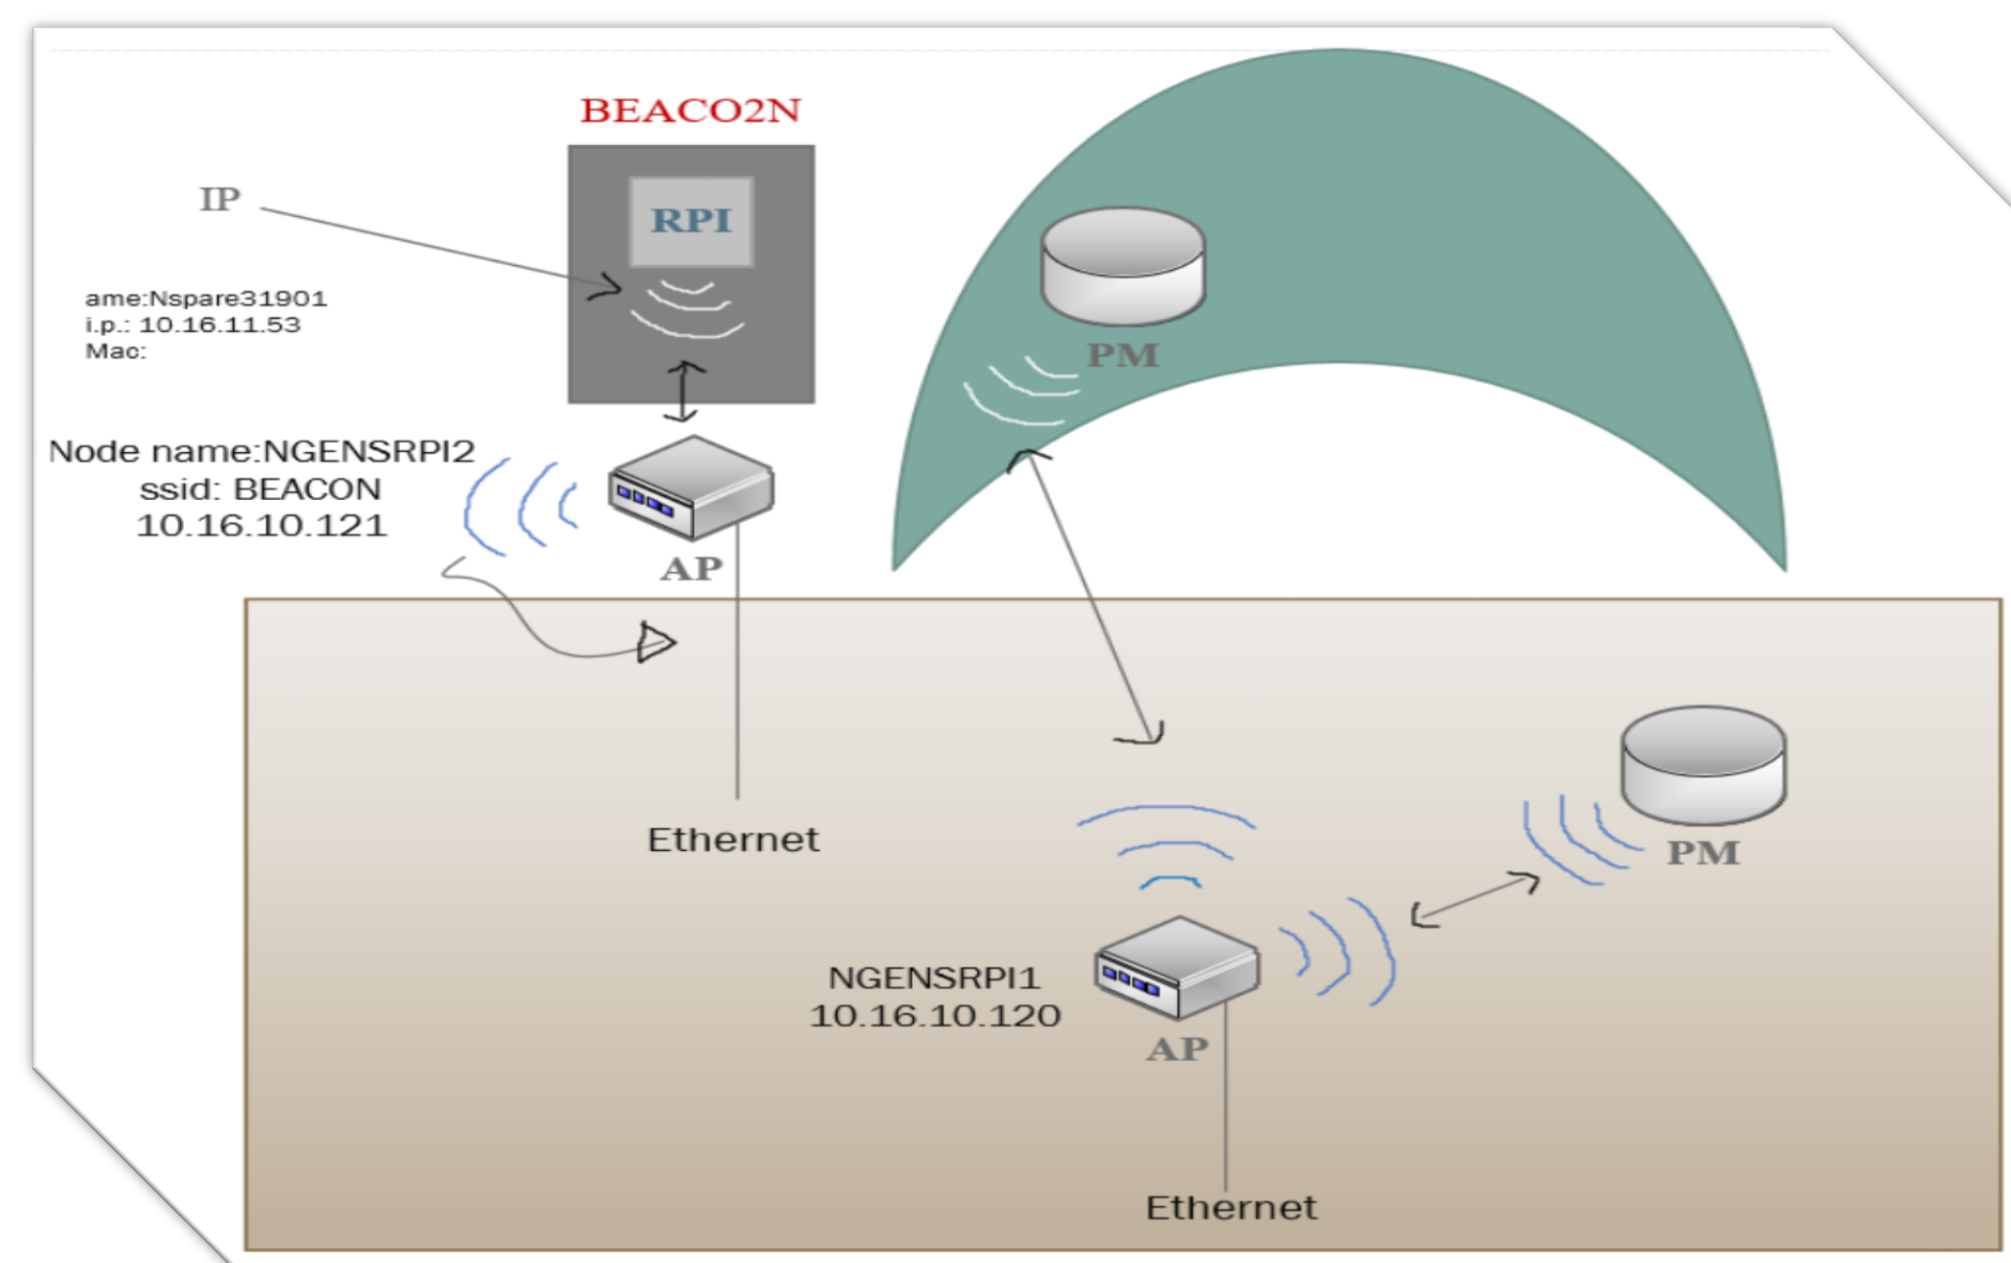 BEACO2N
IP
RPI
ame:Nspare31901
i.p.: 10.16.11.53
Mac:
PM
Node name:NGENSRPI2
ssid: BEACON
10.16.10.121
AP
Ethernet
PM
NGENSRPI1
10.16.10.120
AP
Ethernet